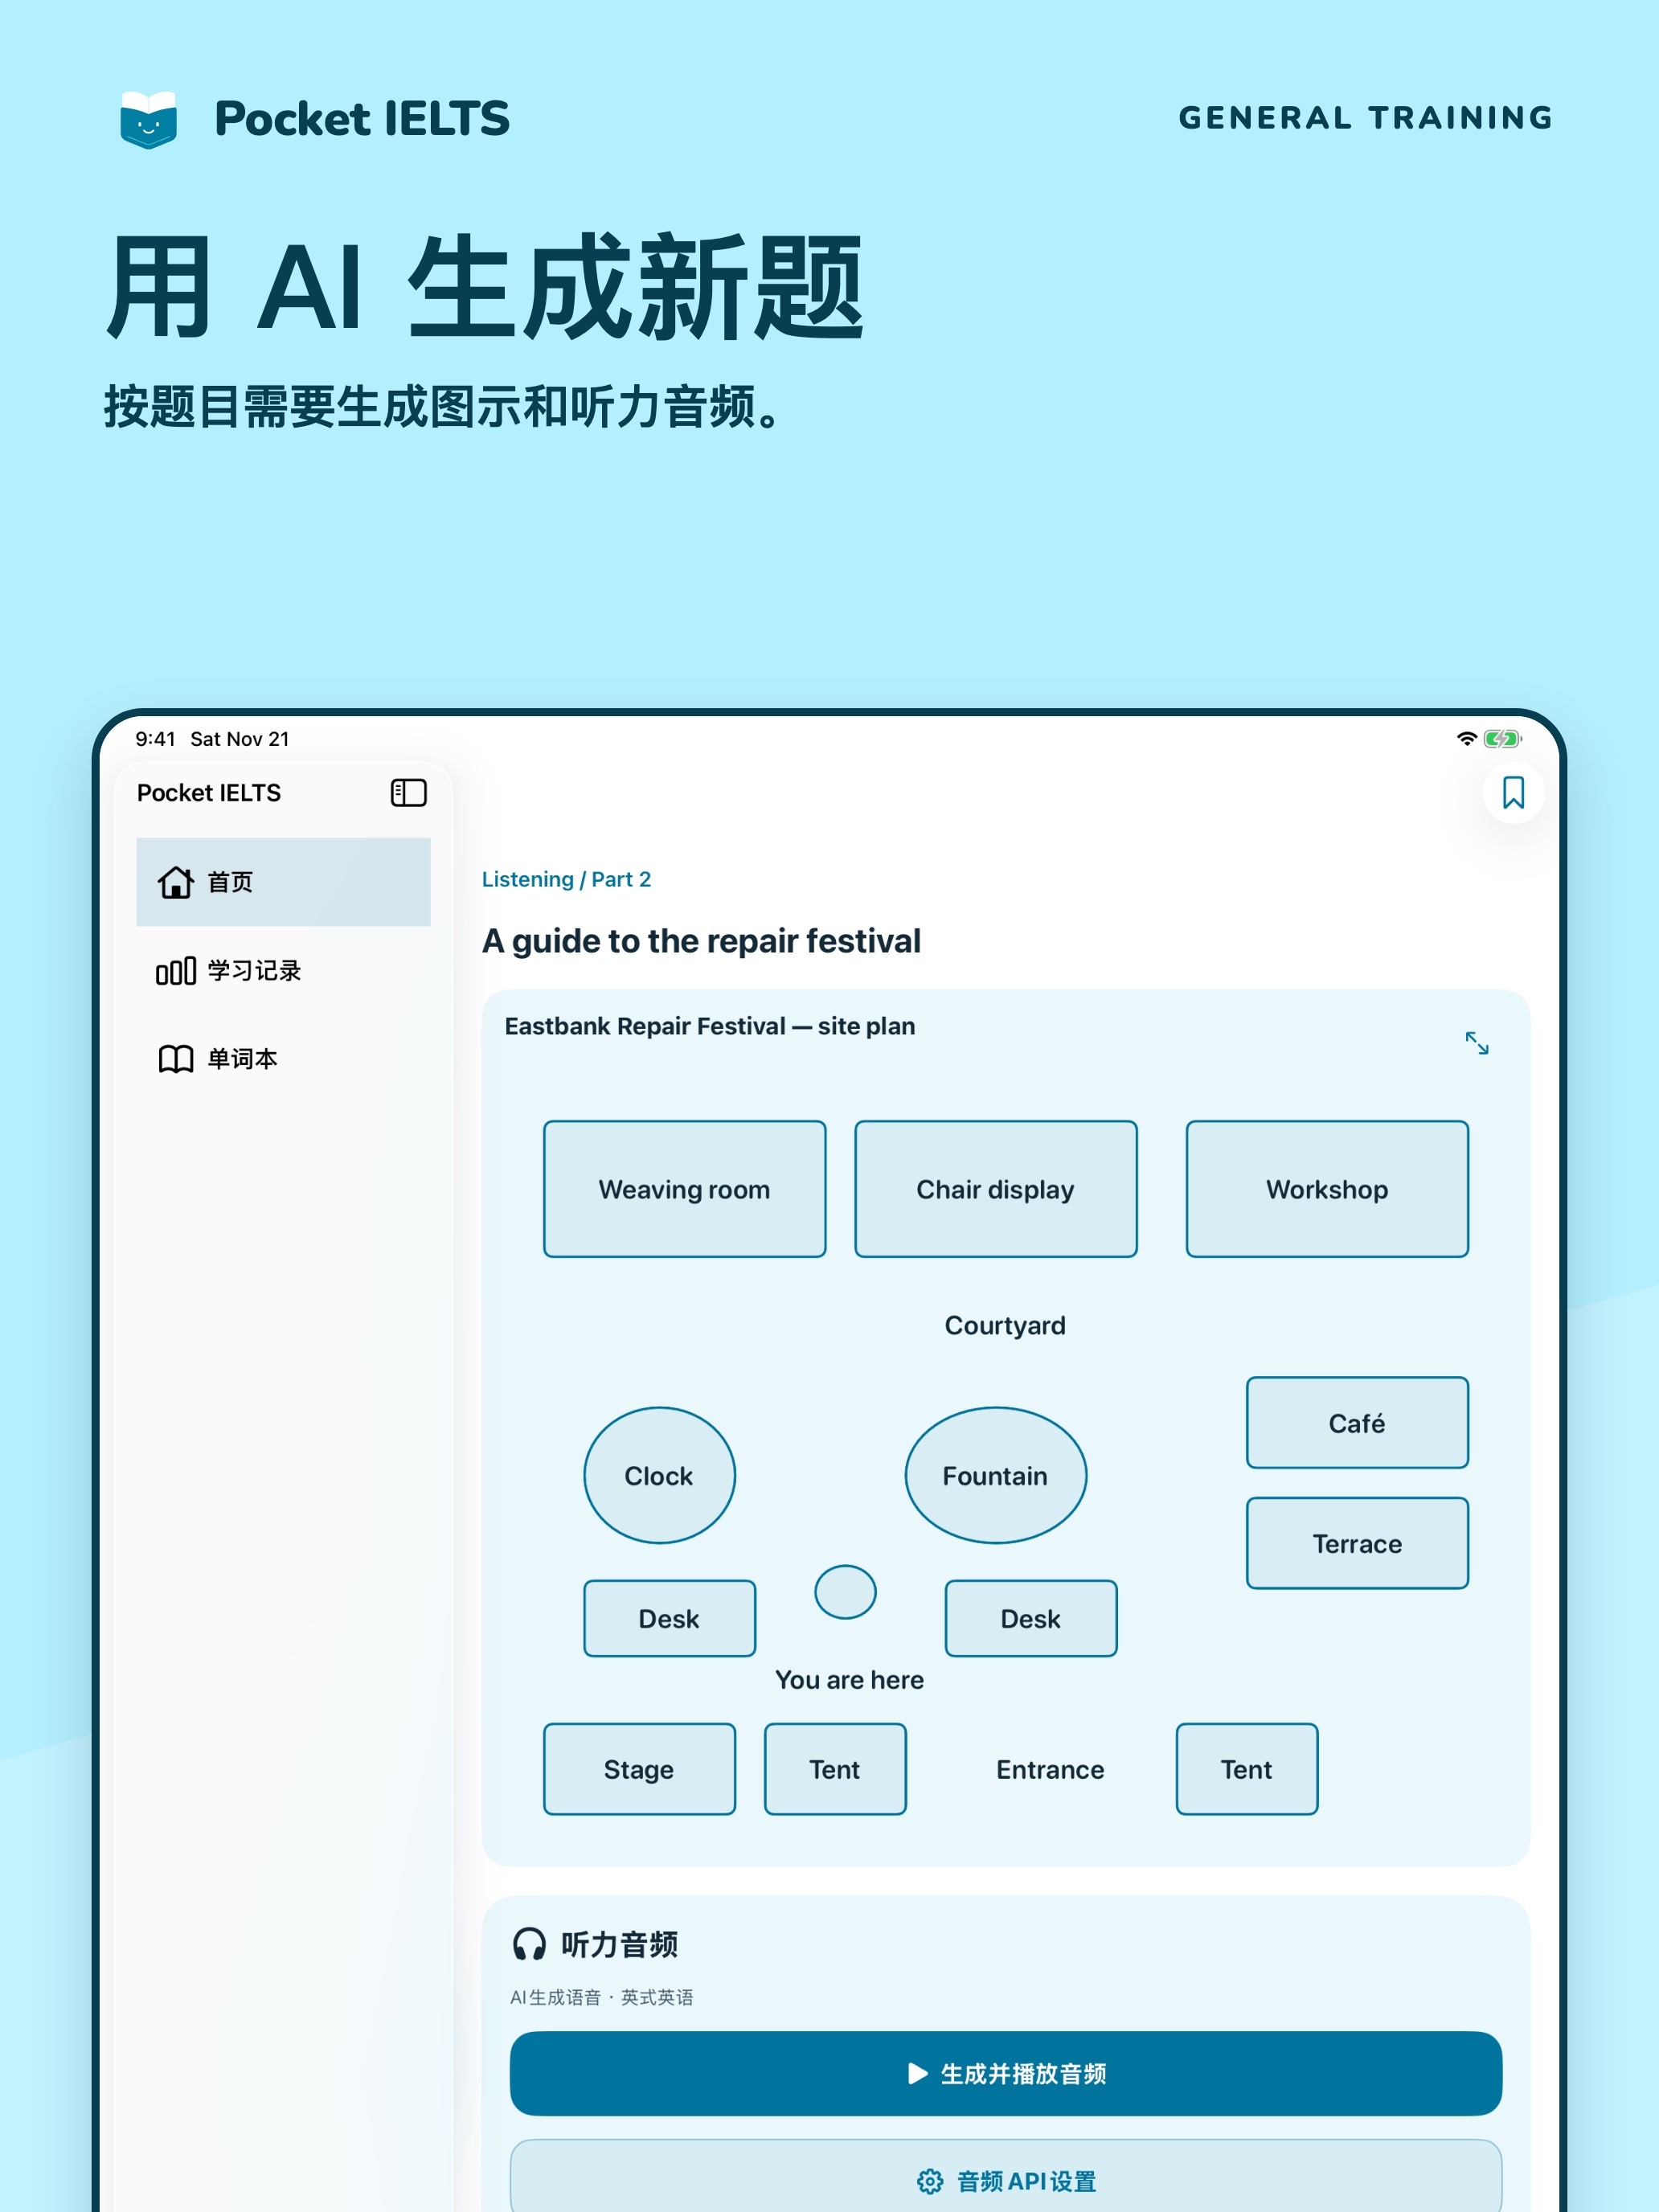 Pocket IELTS
GENERAL TRAINING
用 AI 生成新题
按题目需要生成图示和听力音频。
9:41 Sat Nov 21
Pocket IELTS
首页
学习记录
单词本
Listening / Part 2
A guide to the repair festival
Eastbank Repair Festival — site plan
Weaving room
Chair display
Workshop
Courtyard
Café
Clock
Fountain
Terrace
Desk
Desk
You are here
Stage
Tent
Entrance
Tent
听力音频
AI生成语音 · 英式英语
生成并播放音频
音频 API 设置